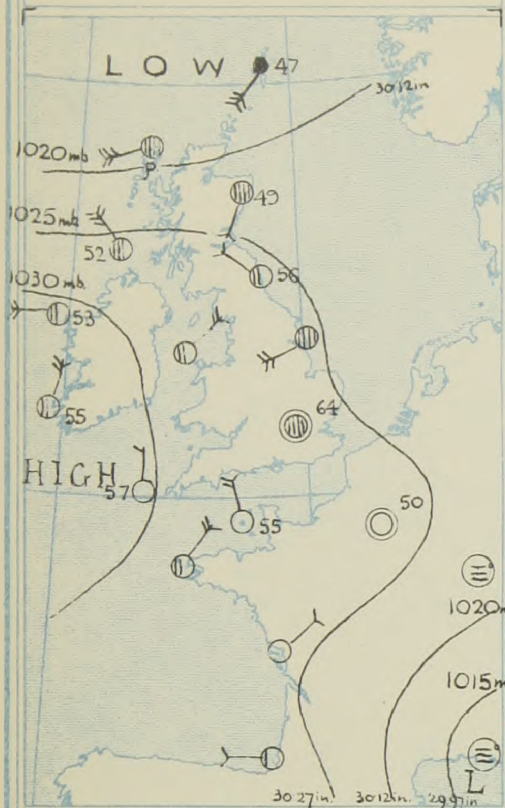 LOW
47
30.12in
1020mb
P
49
1025mb
52
56
1030mb
53
55
64
HIGH
57
55
50
1020m
1015m
L
30.27in.
30.12in.
29.97in.